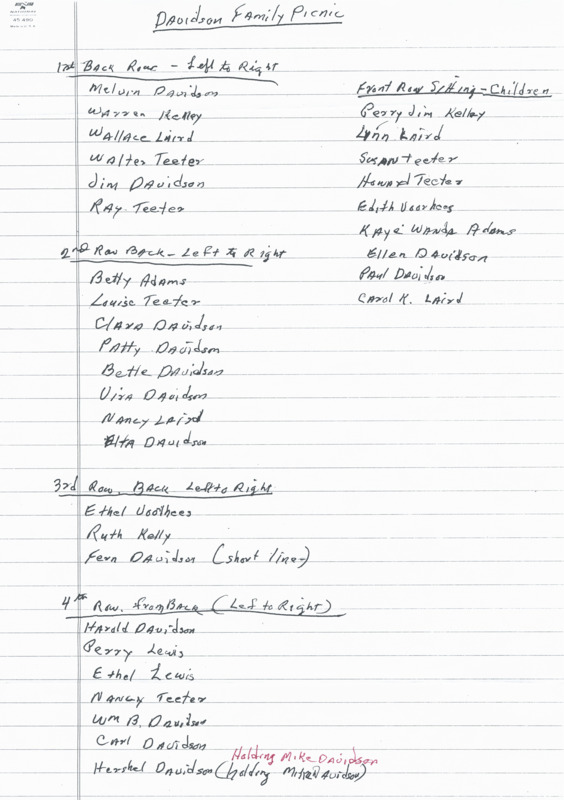 NATIONAL
Davidson Family Picnic
1st Back Row - Left to Right
Melvin Davidson
Warren Kelley
Wallace Laird
Walter Teeter
Jim Davidson
Ray Teeter
2nd Row Back - Left to Right
Betty Adams
Louise Teeter
Clara Davidson
Patty Davidson
Bette Davidson
Vira Davidson
Nancy Laird
Elta Davidson
3rd Row Back Left to Right
Ethel Voorhees
Ruth Kelly
Fern Davidson (short line)
4th Row. from Back (Left to Right)
Harold Davidson
Perry Lewis
Ethel Lewis
Nancy Teeter
Wm B. Davidson
Carl Davidson
Holding Mike Davidson
Hershel Davidson (holding Mike Davidson)
Front Row Sitting - Children
Perry Jim Kelley
Lynn Laird
Susan Teeter
Howard Teeter
Edith Voorhees
Kaye Wanda Adams
Ellen Davidson
Paul Davidson
Carol K. Laird